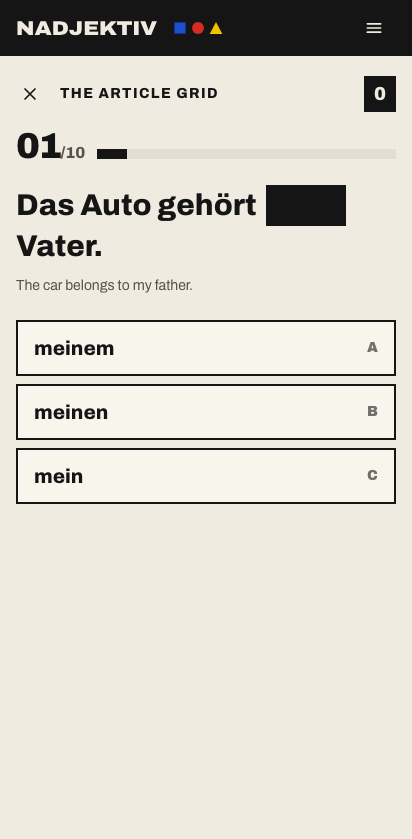 NADJEKTIV
THE ARTICLE GRID
0
01/10
Das Auto gehört
Vater.
The car belongs to my father.
meinem A
meinen B
mein C